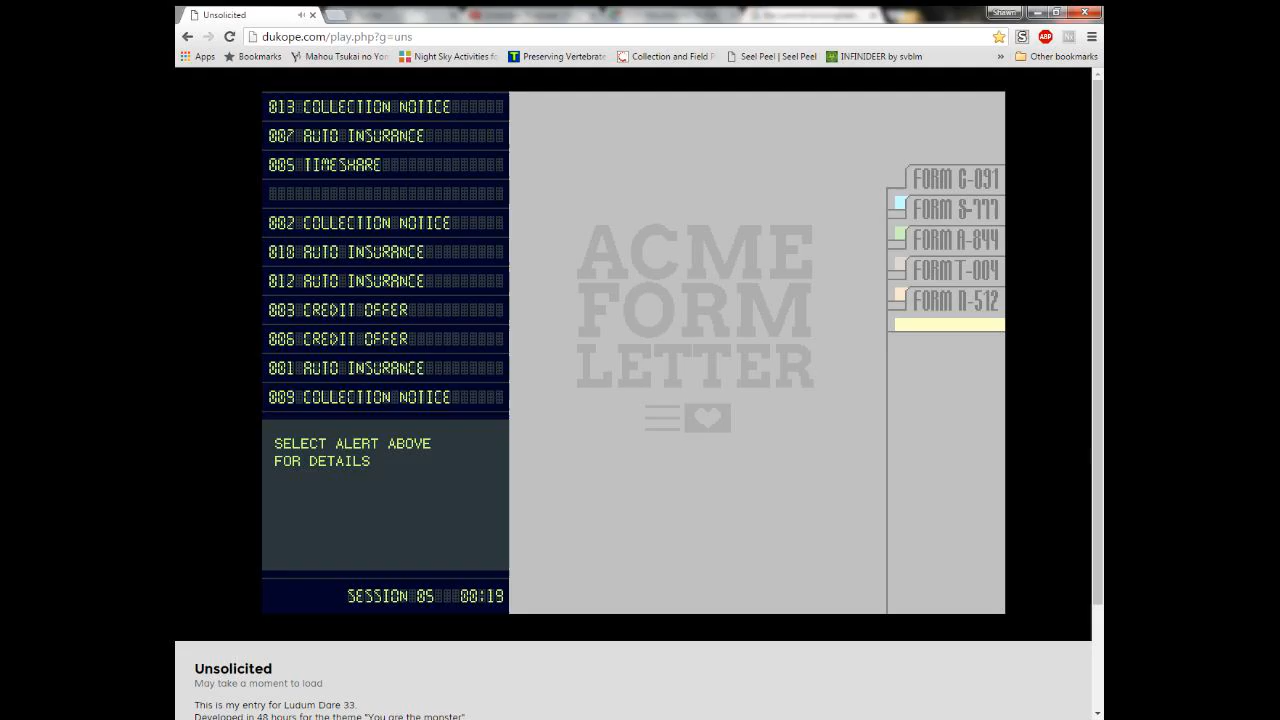 Unsolicited
Shawn
dukope.com/play.php?g=uns
Apps
Bookmarks
Mahou Tsukai no Yon
Night Sky Activities fo
Preserving Vertebrate
Collection and Field P
Seel Peel | Seel Peel
INFINIDEER by svblm
»
Other bookmarks
013 COLLECTION NOTICE
007 AUTO INSURANCE
005 TIMESHARE
002 COLLECTION NOTICE
010 AUTO INSURANCE
012 AUTO INSURANCE
003 CREDIT OFFER
006 CREDIT OFFER
001 AUTO INSURANCE
009 COLLECTION NOTICE
SELECT ALERT ABOVE
FOR DETAILS
SESSION 05 00:19
ACME
FORM
LETTER
FORM C-091
FORM S-777
FORM A-844
FORM T-004
FORM N-512
Unsolicited
May take a moment to load
This is my entry for Ludum Dare 33.
Developed in 48 hours for the theme "You are the monster"